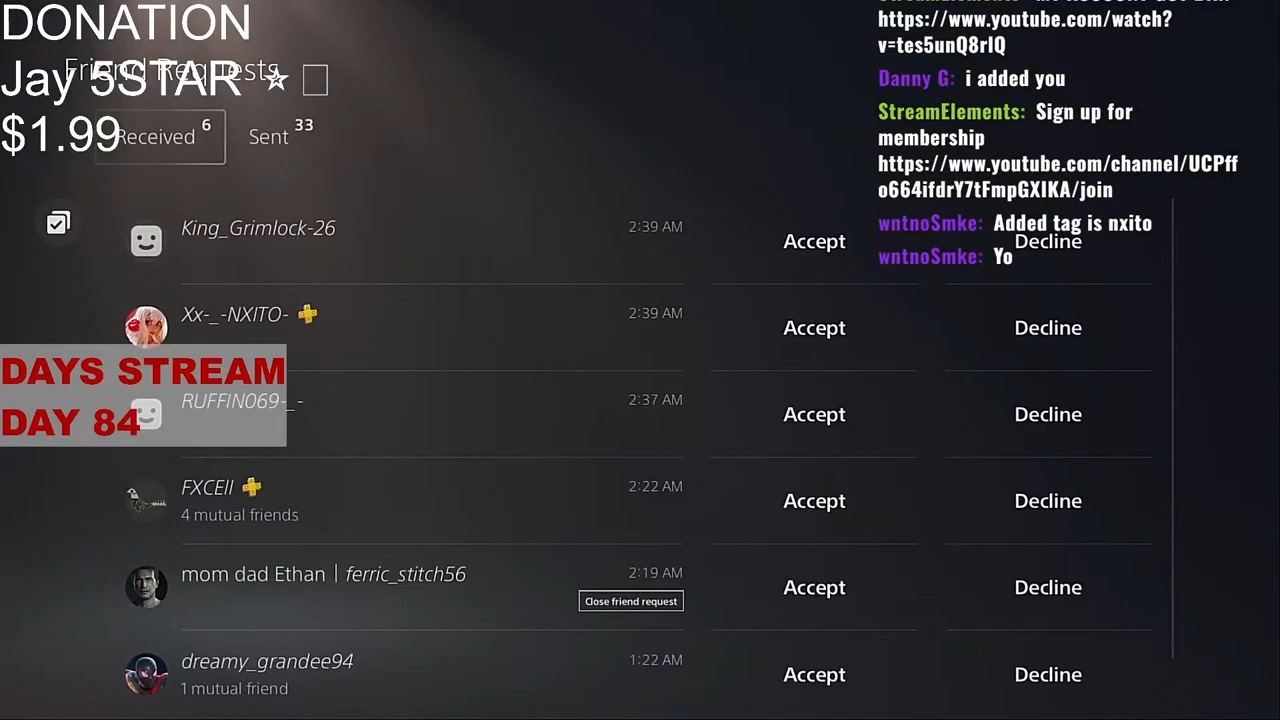 DONATION
Jay 5STAR ☆
$1.99
Friend Requests
Received 6
Sent 33
https://www.youtube.com/watch?
v=tes5unQ8rIQ
Danny G: i added you
StreamElements: Sign up for
membership
https://www.youtube.com/channel/UCPff
o664ifdrY7tFmpGXIKA/join
wntnoSmke: Added tag is nxito
wntnoSmke: Yo
King_Grimlock-26
2:39 AM
Accept
Decline
Xx-_-NXITO-
2:39 AM
Accept
Decline
DAYS STREAM
DAY 84
RUFFIN069-_-
2:37 AM
Accept
Decline
FXCEII
4 mutual friends
2:22 AM
Accept
Decline
mom dad Ethan | ferric_stitch56
2:19 AM
Close friend request
Accept
Decline
dreamy_grandee94
1 mutual friend
1:22 AM
Accept
Decline